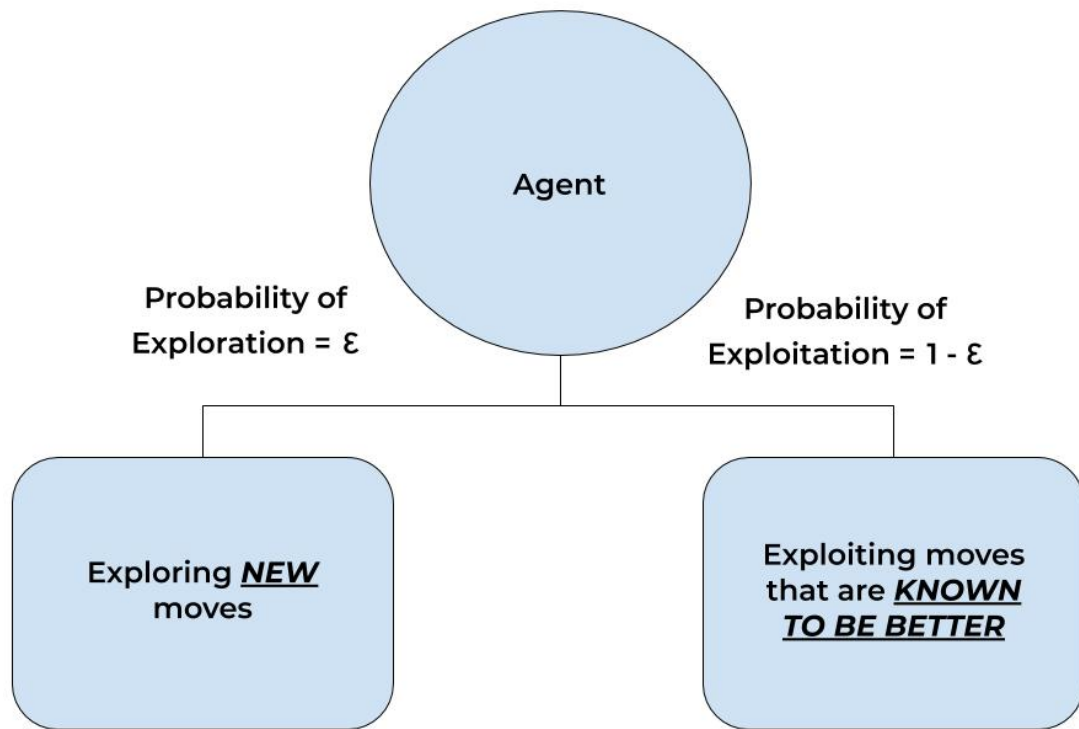 Agent
Probability of
Exploration = ε
Probability of
Exploitation = 1 - ε
Exploring NEW
moves
Exploiting moves
that are KNOWN
TO BE BETTER